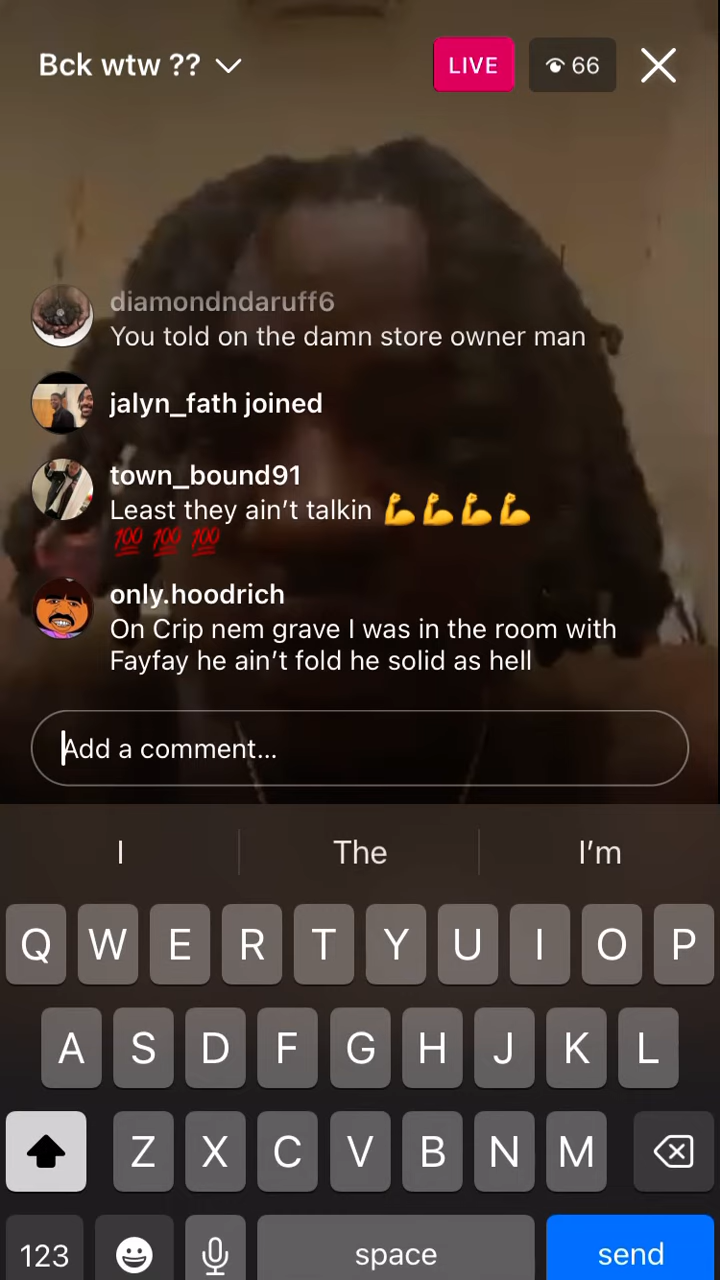 Bck wtw ??
LIVE
66
diamondndaruff6
You told on the damn store owner man
jalyn_fath joined
town_bound91
Least they ain’t talkin 💪💪💪💪
💯 💯 💯
only.hoodrich
On Crip nem grave I was in the room with
Fayfay he ain’t fold he solid as hell
Add a comment...
I The I’m
Q W E R T Y U I O P
A S D F G H J K L
Z X C V B N M
123 space send